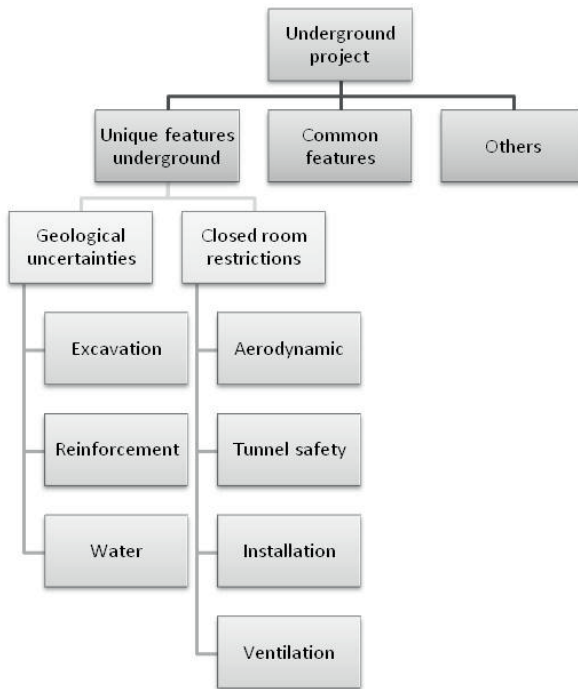 Underground
project
Unique features
underground
Common
features
Others
Geological
uncertainties
Closed room
restrictions
Excavation
Aerodynamic
Reinforcement
Tunnel safety
Water
Installation
Ventilation